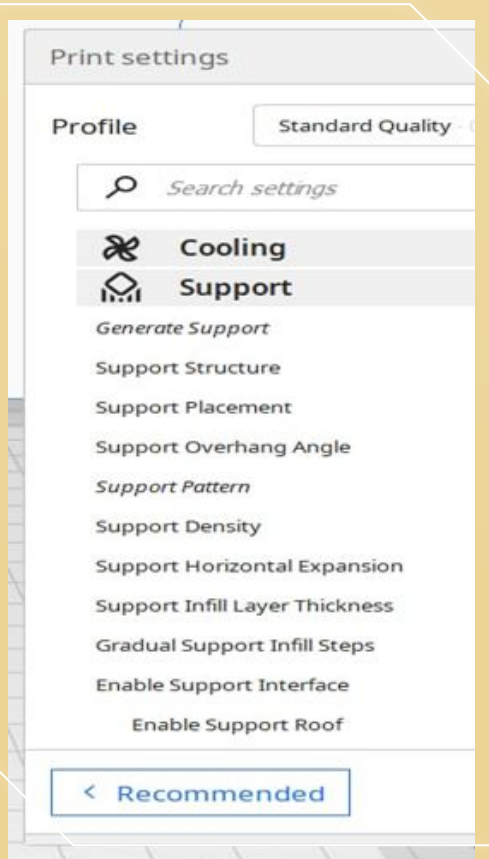 Print settings
Profile
Standard Quality
Search settings
Cooling
Support
Generate Support
Support Structure
Support Placement
Support Overhang Angle
Support Pattern
Support Density
Support Horizontal Expansion
Support Infill Layer Thickness
Gradual Support Infill Steps
Enable Support Interface
Enable Support Roof
< Recommended